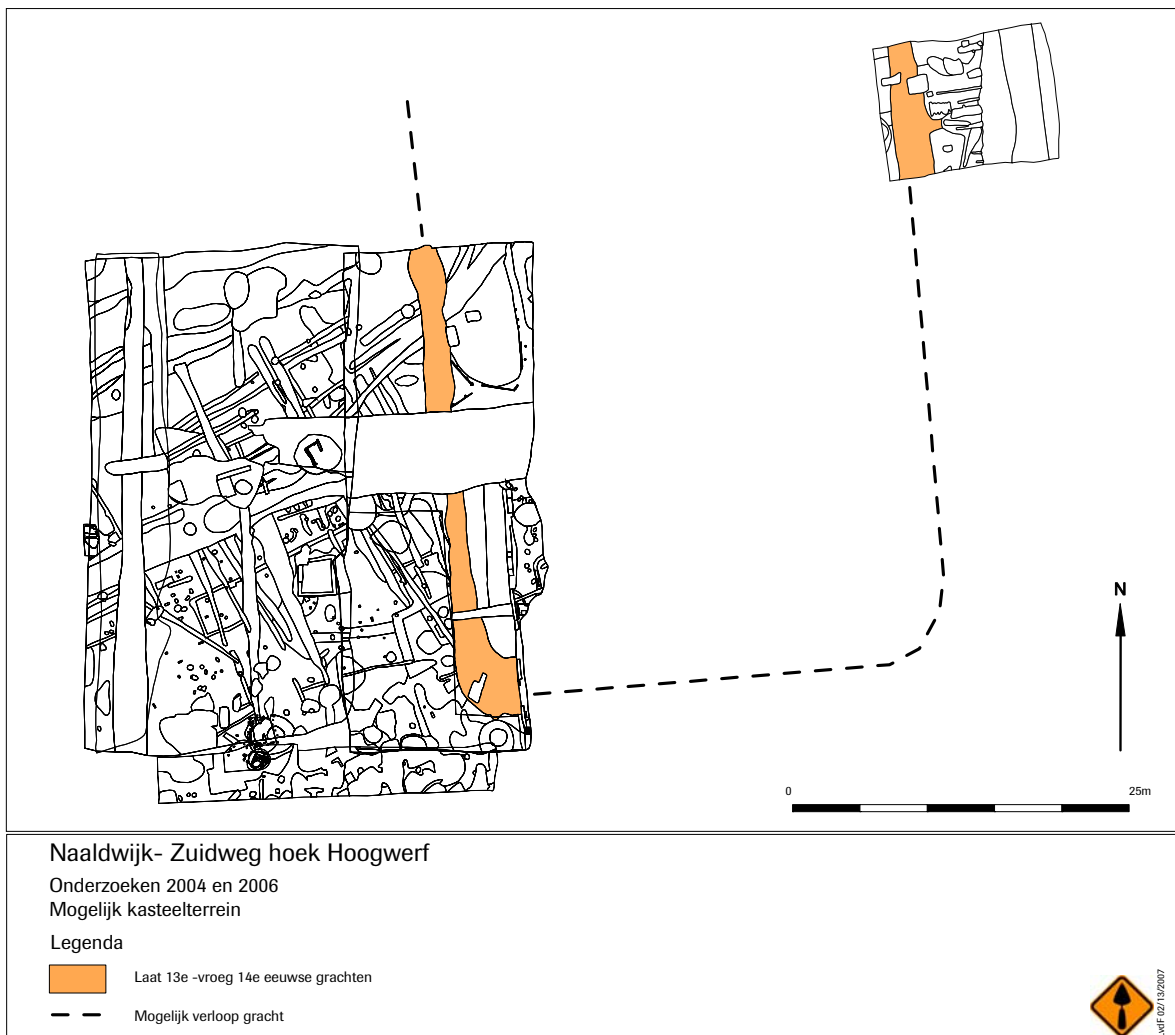 N
0 25m
Naaldwijk- Zuidweg hoek Hoogwerf
Onderzoeken 2004 en 2006
Mogelijk kasteelterrein
Legenda
Laat 13e -vroeg 14e eeuwse grachten
Mogelijk verloop gracht
02/13/2007